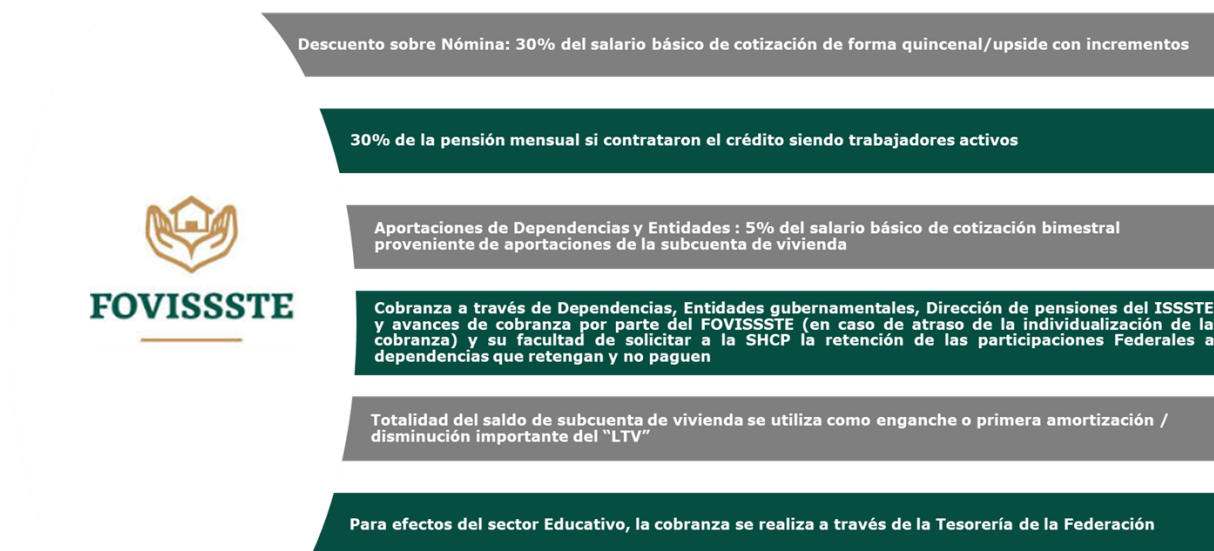 Descuento sobre Nómina: 30% del salario básico de cotización de forma quincenal/upside con incrementos
30% de la pensión mensual si contrataron el crédito siendo trabajadores activos
FOVISSSTE
Aportaciones de Dependencias y Entidades : 5% del salario básico de cotización bimestral
proveniente de aportaciones de la subcuenta de vivienda
Cobranza a través de Dependencias, Entidades gubernamentales, Dirección de pensiones del ISSSTE
y avances de cobranza por parte del FOVISSSTE (en caso de atraso de la individualización de la
cobranza) y su facultad de solicitar a la SHCP la retención de las participaciones Federales a
dependencias que retengan y no paguen
Totalidad del saldo de subcuenta de vivienda se utiliza como enganche o primera amortización /
disminución importante del “LTV”
Para efectos del sector Educativo, la cobranza se realiza a través de la Tesorería de la Federación